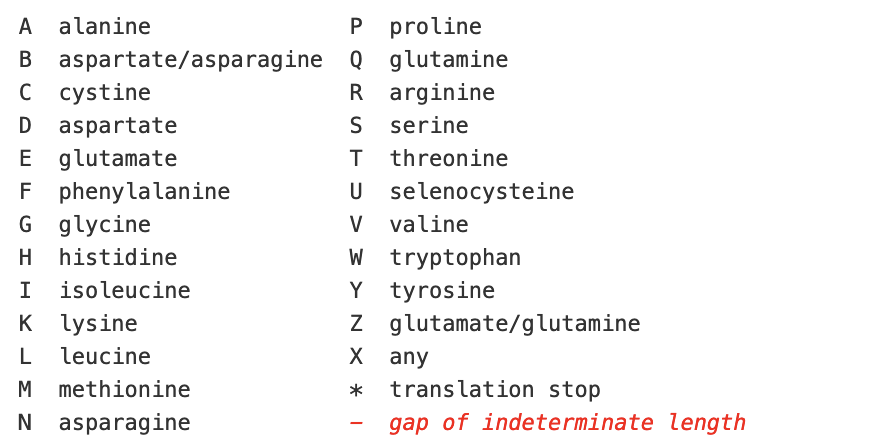 A alanine P proline
B aspartate/asparagine Q glutamine
C cystine R arginine
D aspartate S serine
E glutamate T threonine
F phenylalanine U selenocysteine
G glycine V valine
H histidine W tryptophan
I isoleucine Y tyrosine
K lysine Z glutamate/glutamine
L leucine X any
M methionine * translation stop
N asparagine - gap of indeterminate length